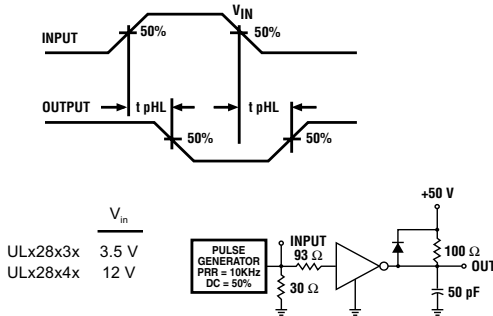 V_IN
INPUT
50%
50%
OUTPUT
t pHL
t pHL
50%
50%
V_in
ULx28x3x 3.5 V
ULx28x4x 12 V
+50 V
PULSE
GENERATOR
PRR = 10KHz
DC = 50%
INPUT
93 Ω
30 Ω
100 Ω
OUT
50 pF